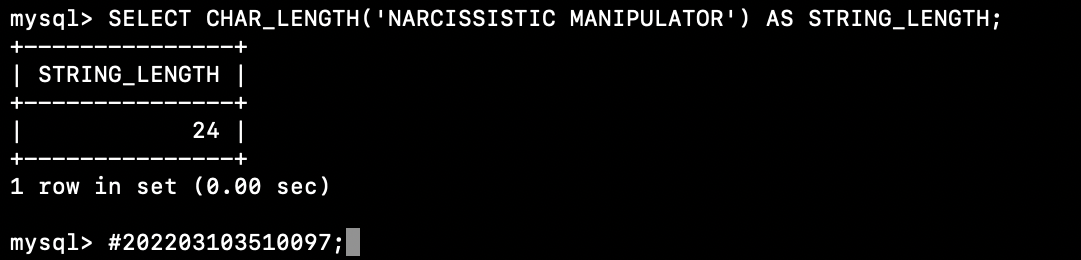 mysql> SELECT CHAR_LENGTH('NARCISSISTIC MANIPULATOR') AS STRING_LENGTH;
+---------------+
| STRING_LENGTH |
+---------------+
|            24 |
+---------------+
1 row in set (0.00 sec)
mysql> #202203103510097;